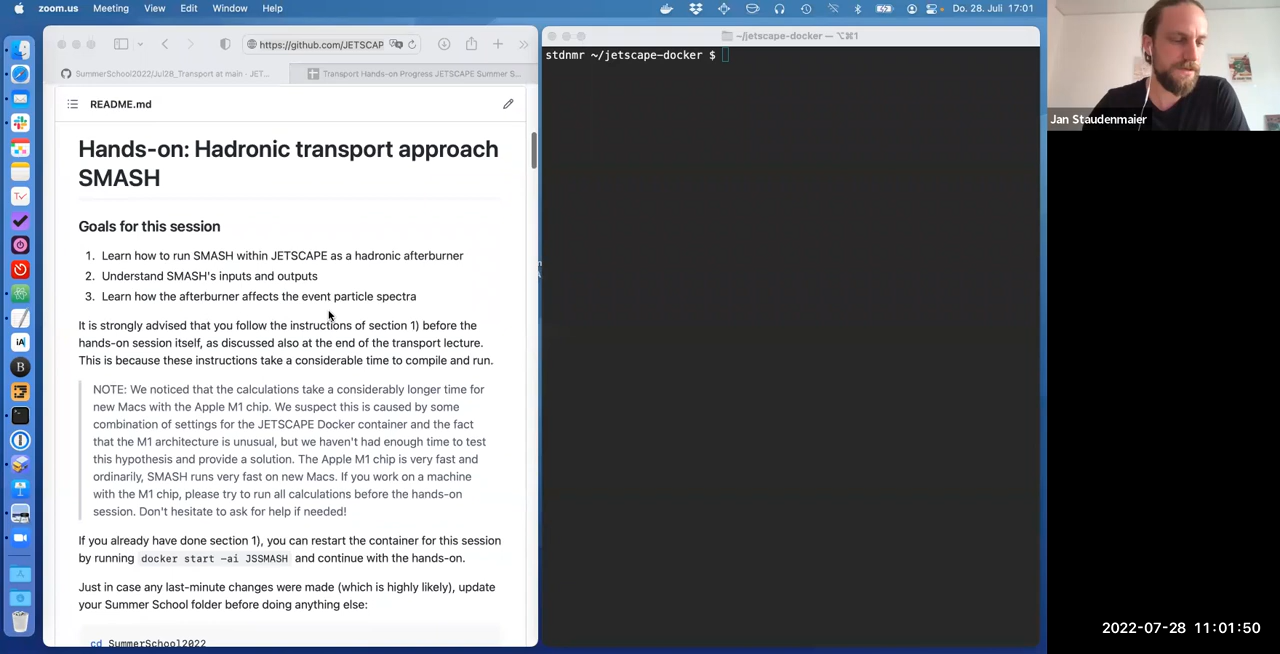 zoom.us Meeting View Edit Window Help
Do. 28. Juli 17:01
https://github.com/JETSCAP
~/jetscape-docker — ⌥⌘1
SummerSchool2022/Jul28_Transport at main · JET...
Transport Hands-on Progress JETSCAPE Summer S...
stdnmr ~/jetscape-docker $
README.md
Hands-on: Hadronic transport approach
SMASH
Goals for this session
1. Learn how to run SMASH within JETSCAPE as a hadronic afterburner
2. Understand SMASH's inputs and outputs
3. Learn how the afterburner affects the event particle spectra
It is strongly advised that you follow the instructions of section 1) before the
hands-on session itself, as discussed also at the end of the transport lecture.
This is because these instructions take a considerable time to compile and run.
NOTE: We noticed that the calculations take a considerably longer time for
new Macs with the Apple M1 chip. We suspect this is caused by some
combination of settings for the JETSCAPE Docker container and the fact
that the M1 architecture is unusual, but we haven't had enough time to test
this hypothesis and provide a solution. The Apple M1 chip is very fast and
ordinarily, SMASH runs very fast on new Macs. If you work on a machine
with the M1 chip, please try to run all calculations before the hands-on
session. Don't hesitate to ask for help if needed!
If you already have done section 1), you can restart the container for this session
by running docker start -ai JSSMASH and continue with the hands-on.
Just in case any last-minute changes were made (which is highly likely), update
your Summer School folder before doing anything else:
cd SummerSchool2022
Jan Staudenmaier
2022-07-28 11:01:50